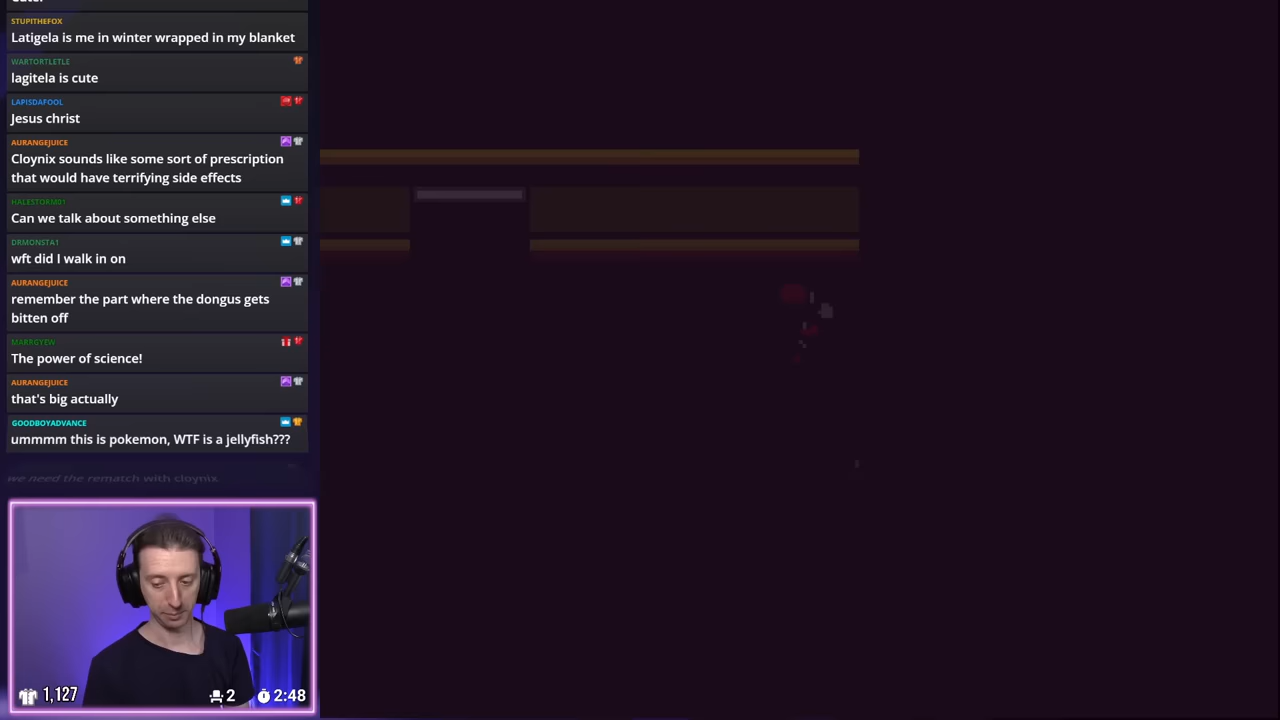 STUPITHEFOX
Latigela is me in winter wrapped in my blanket
WARTORTLETLE
lagitela is cute
LAPISDAFOOL
Jesus christ
AURANGEJUICE
Cloynix sounds like some sort of prescription
that would have terrifying side effects
HALESTORM81
Can we talk about something else
DRMONSTA1
wft did I walk in on
AURANGEJUICE
remember the part where the dongus gets
bitten off
MARRGYEW
The power of science!
AURANGEJUICE
that's big actually
GOODBOYADVANCE
ummmm this is pokemon, WTF is a jellyfish???
we need the rematch with cloynix.
1,127
2
2:48